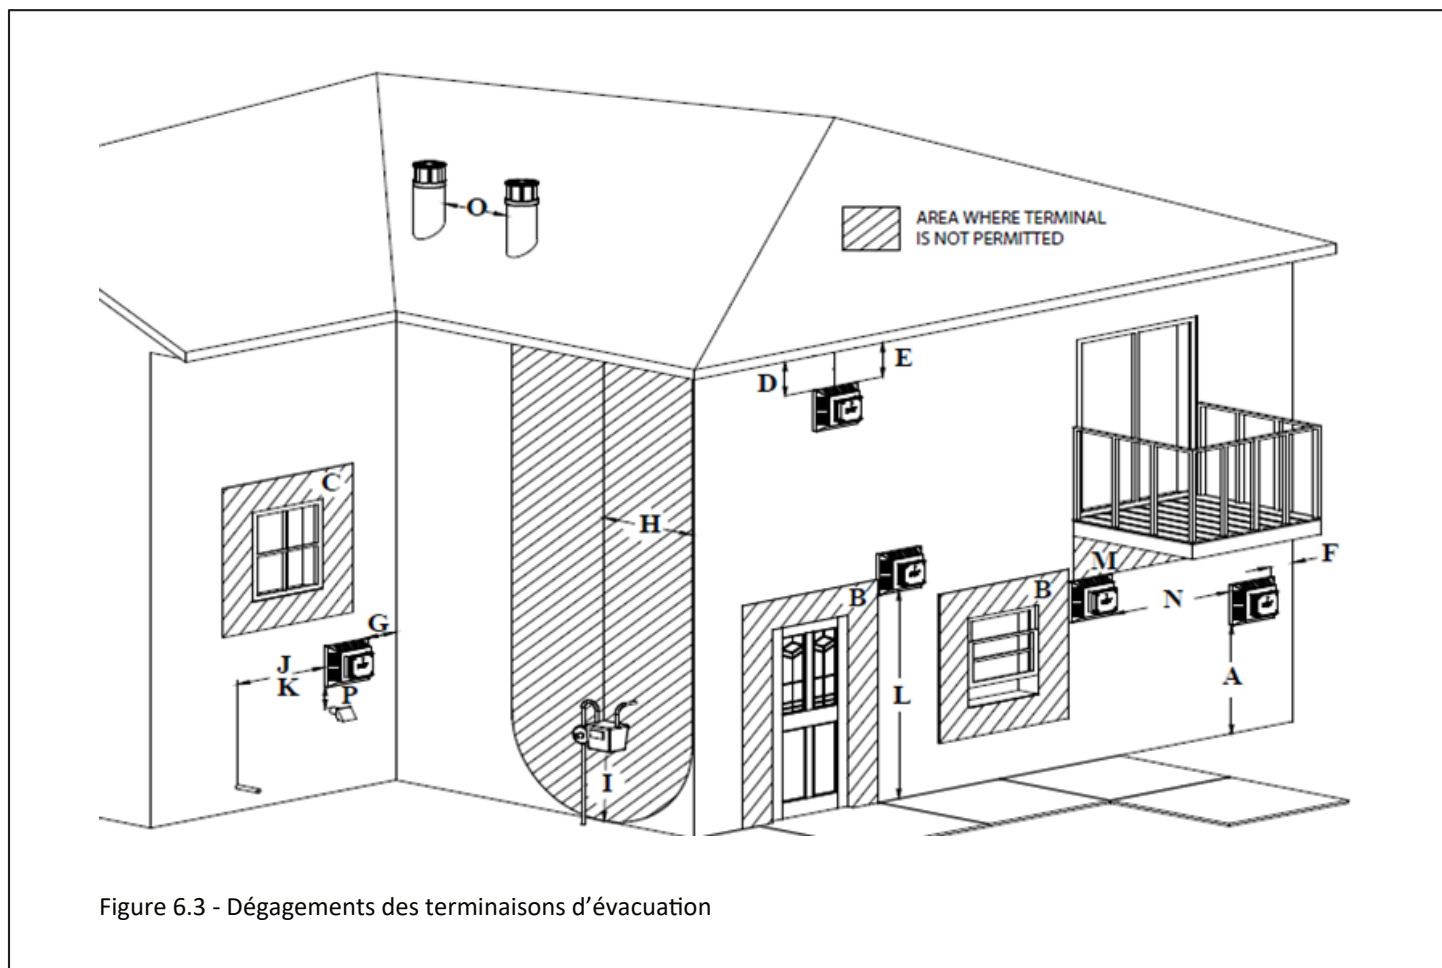 O
AREA WHERE TERMINAL
IS NOT PERMITTED
D
E
C
H
F
M
B
B
N
G
J
K
P
L
A
I
Figure 6.3 - Dégagements des terminaisons d’évacuation